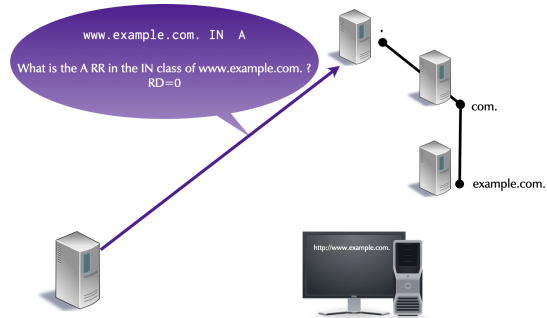 www.example.com. IN A
What is the A RR in the IN class of www.example.com. ?
RD=0
.
com.
example.com.
http://www.example.com.